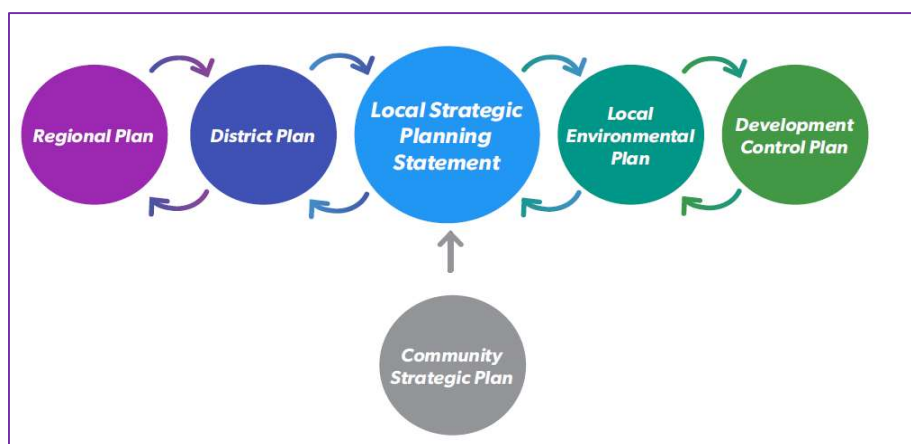 Regional Plan
District Plan
Local Strategic
Planning
Statement
Local
Environmental
Plan
Development
Control Plan
Community
Strategic Plan